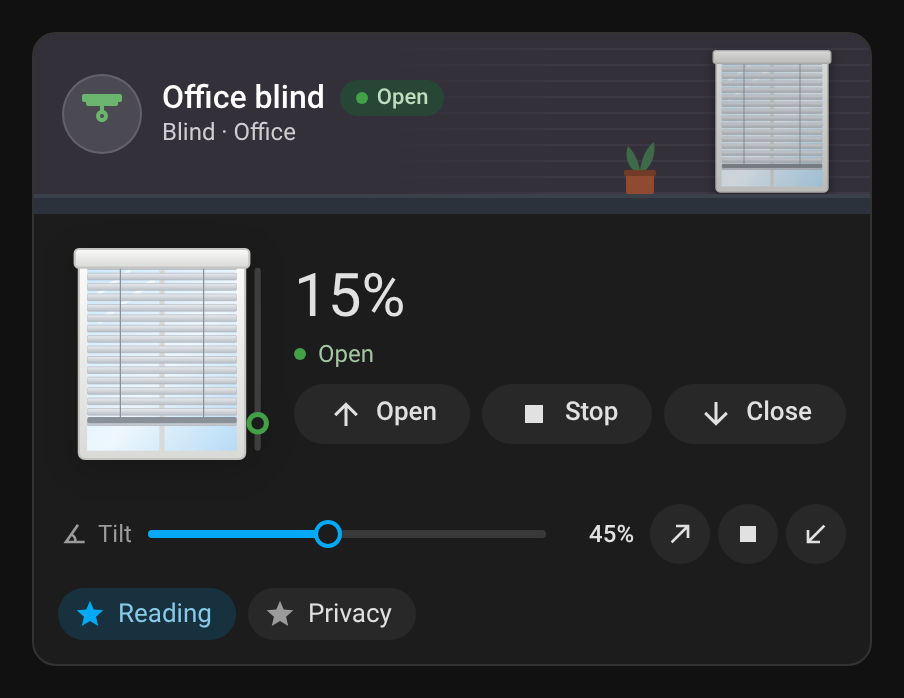 Office blind
Open
Blind · Office
15%
Open
Open Stop Close
Tilt 45%
Reading Privacy